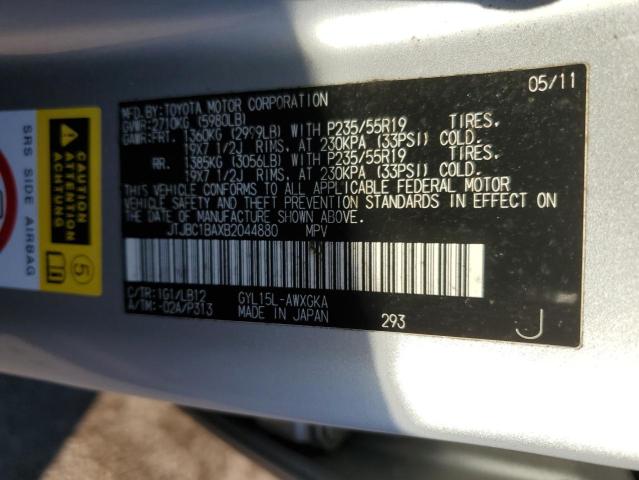 05/11
MFD.BY:TOYOTA MOTOR CORPORATION
GVWR:2710KG (5980LB)
GAWR:FRT. 1360KG (2999LB) WITH P235/55R19 TIRES,
19X7 1/2J RIMS, AT 230KPA (33PSI) COLD.
RR. 1385KG (3056LB) WITH P235/55R19 TIRES,
19X7 1/2J RIMS, AT 230KPA (33PSI) COLD.
THIS VEHICLE CONFORMS TO ALL APPLICABLE FEDERAL MOTOR
VEHICLE SAFETY AND THEFT PREVENTION STANDARDS IN EFFECT ON
THE DATE OF MANUFACTURE SHOWN ABOVE.
JTJBC1BAXB2044880 MPV
C/TR:1G1/LB12 GYL15L-AWXGKA
A/TM:-02A/P313 MADE IN JAPAN 293
J
SRS SIDE AIRBAG
CAUTION
ATTENTION
ACHTUNG
5